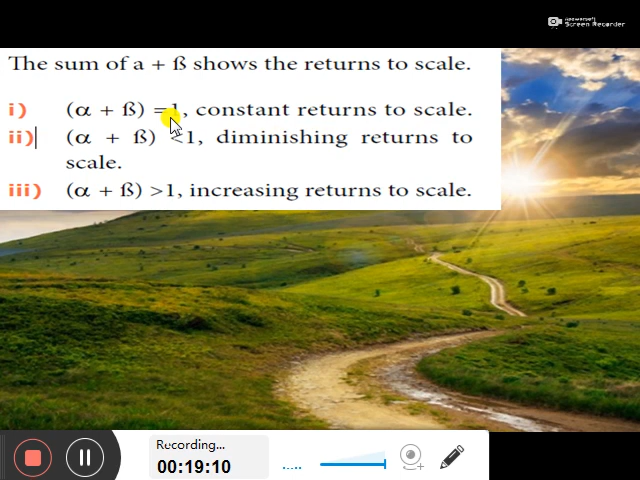 Apowersoft
Screen Recorder
The sum of a + ß shows the returns to scale.
i) (α + ß) =1, constant returns to scale.
ii) (α + ß) <1, diminishing returns to
scale.
iii) (α + ß) >1, increasing returns to scale.
Recording...
00:19:10